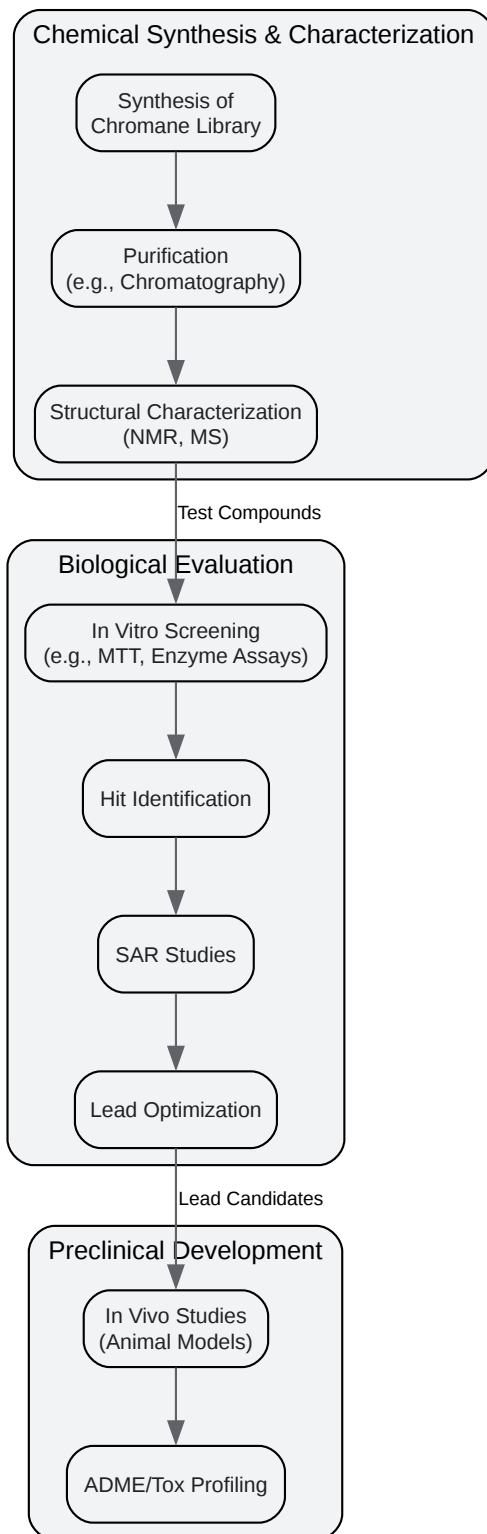 Chemical Synthesis & Characterization
Synthesis of
Chromane Library
Purification
(e.g., Chromatography)
Structural Characterization
(NMR, MS)
Test Compounds
Biological Evaluation
In Vitro Screening
(e.g., MTT, Enzyme Assays)
Hit Identification
SAR Studies
Lead Optimization
Lead Candidates
Preclinical Development
In Vivo Studies
(Animal Models)
ADME/Tox Profiling